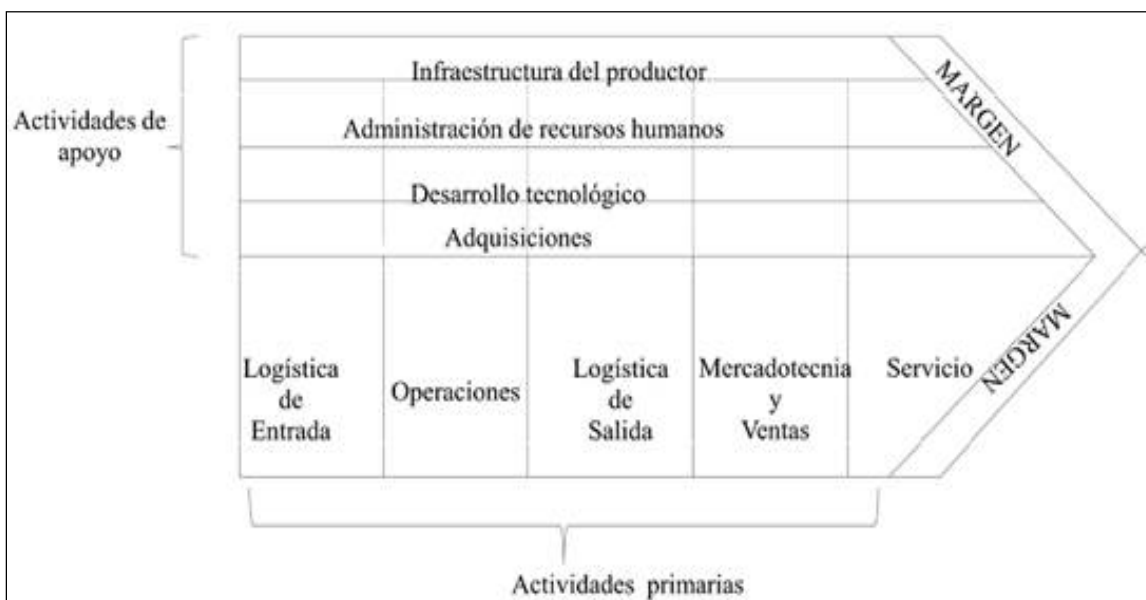 Infraestructura del productor
MARGEN
Actividades de
apoyo
Administración de recursos humanos
Desarrollo tecnológico
Adquisiciones
Logística
de
Entrada
Operaciones
Logística
de
Salida
Mercadotecnia
y
Ventas
Servicio
MARGEN
Actividades primarias